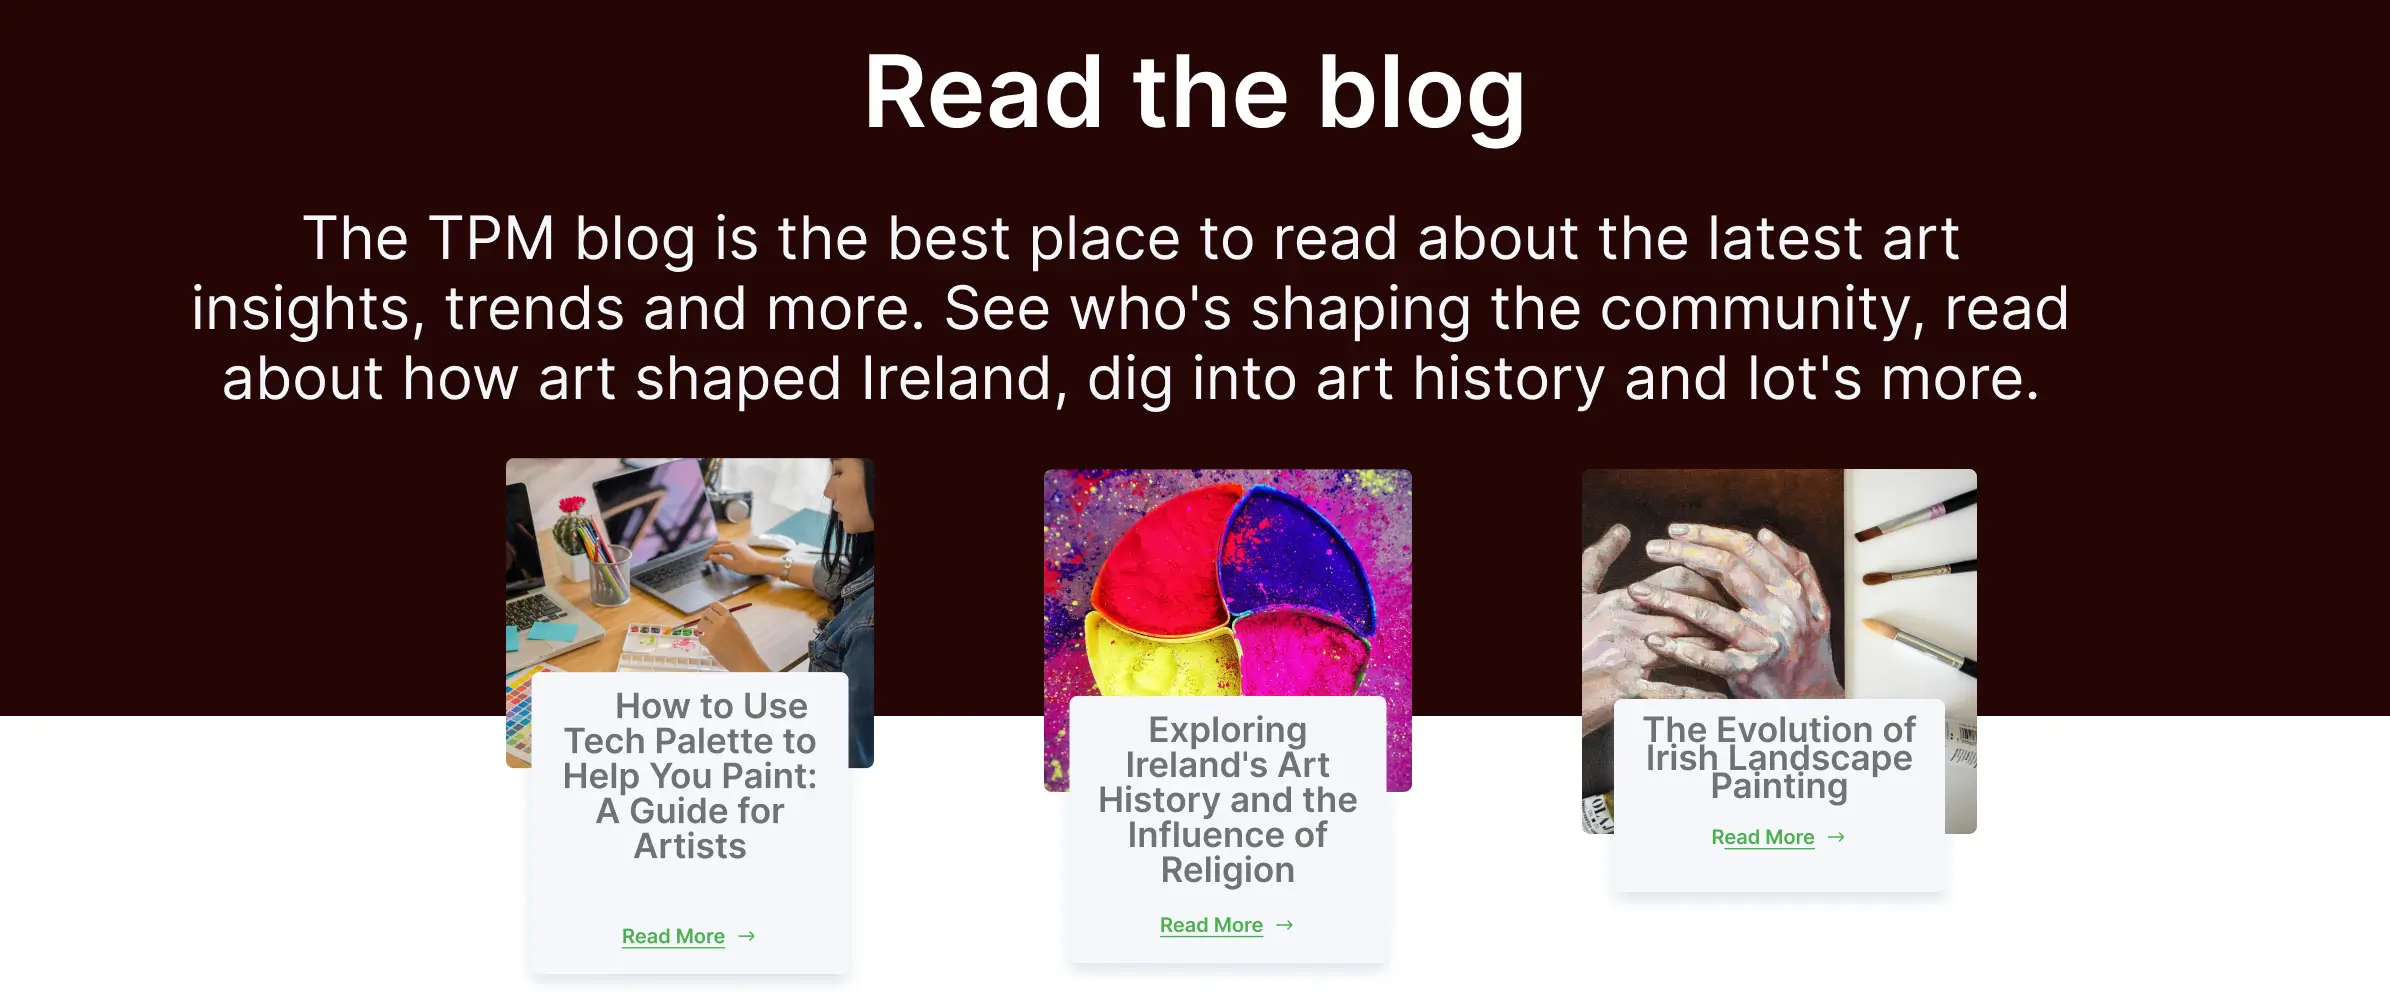 Read the blog
The TPM blog is the best place to read about the latest art
insights, trends and more. See who's shaping the community, read
about how art shaped Ireland, dig into art history and lot's more.
How to Use
Tech Palette to
Help You Paint:
A Guide for
Artists
Read More →
Exploring
Ireland's Art
History and the
Influence of
Religion
Read More →
The Evolution of
Irish Landscape
Painting
Read More →